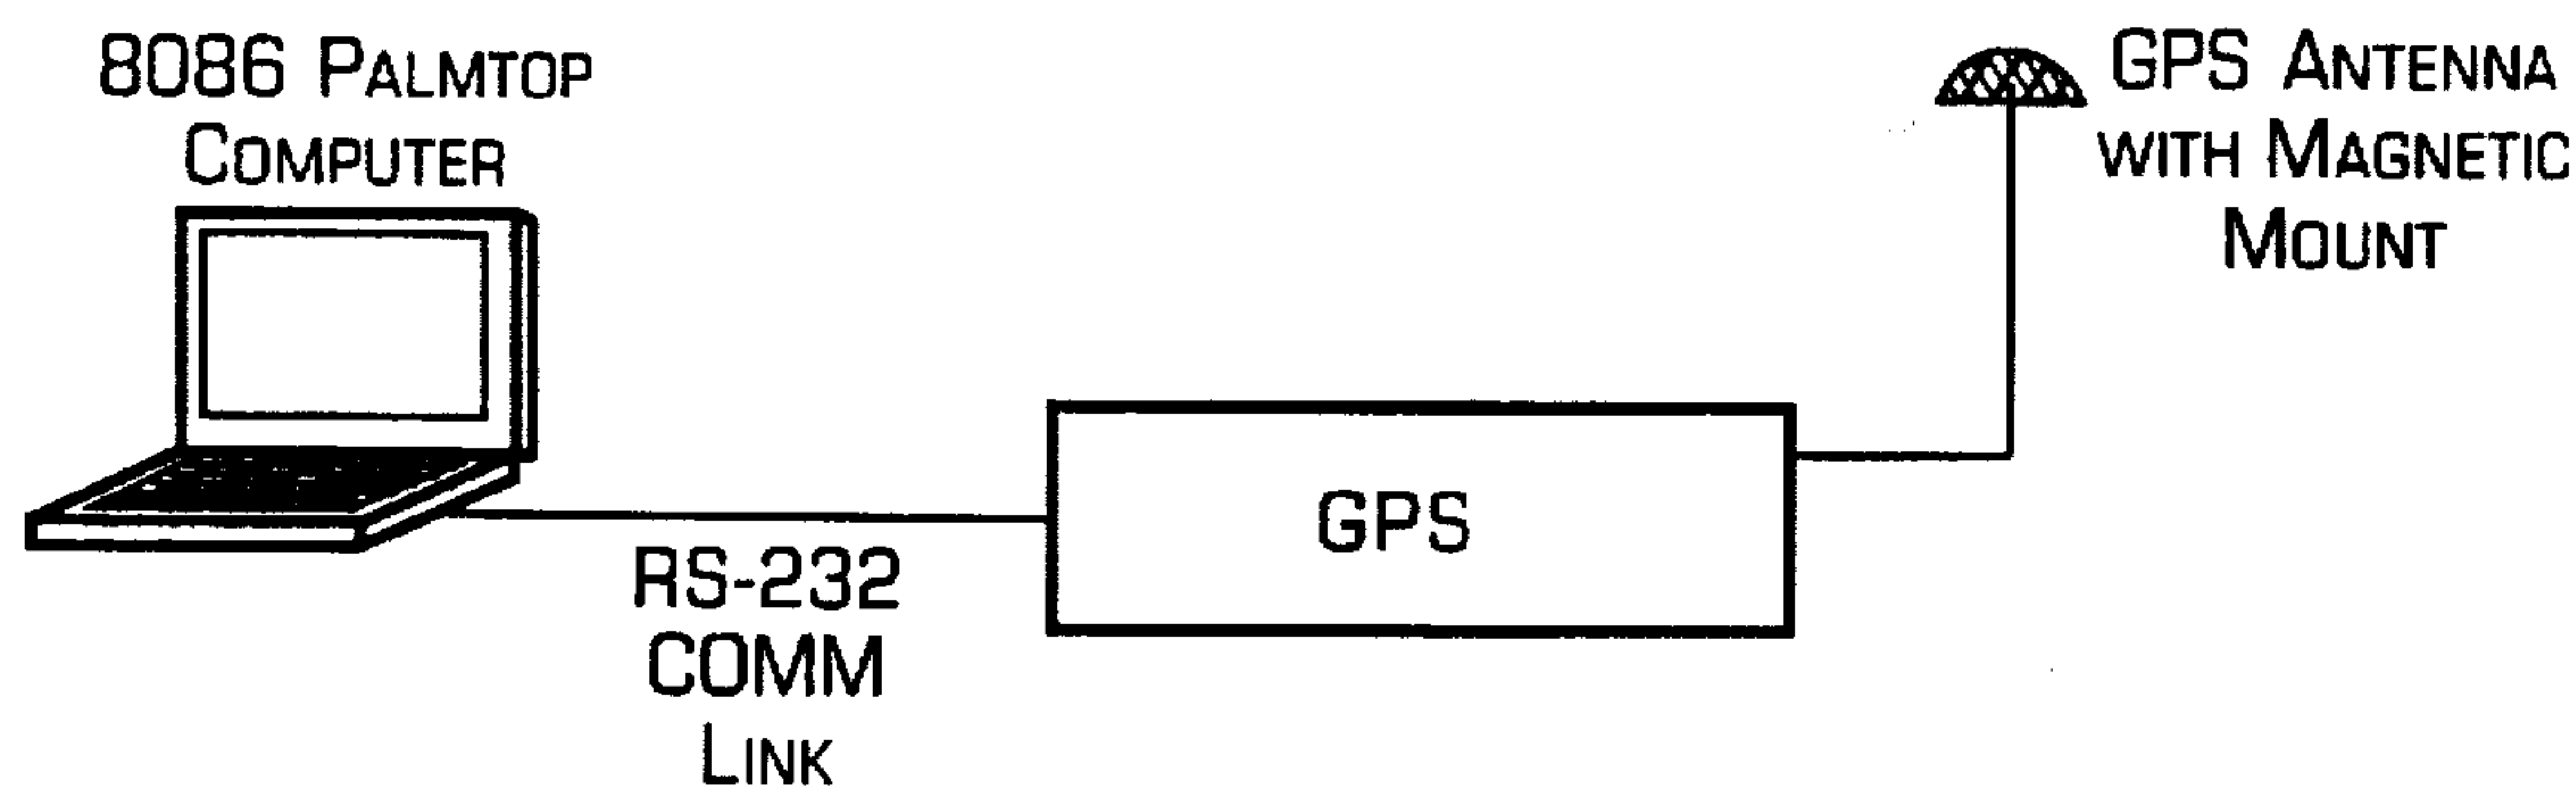 8086 PALMTOP
COMPUTER
GPS ANTENNA
WITH MAGNETIC
MOUNT
GPS
RS-232
COMM
LINK